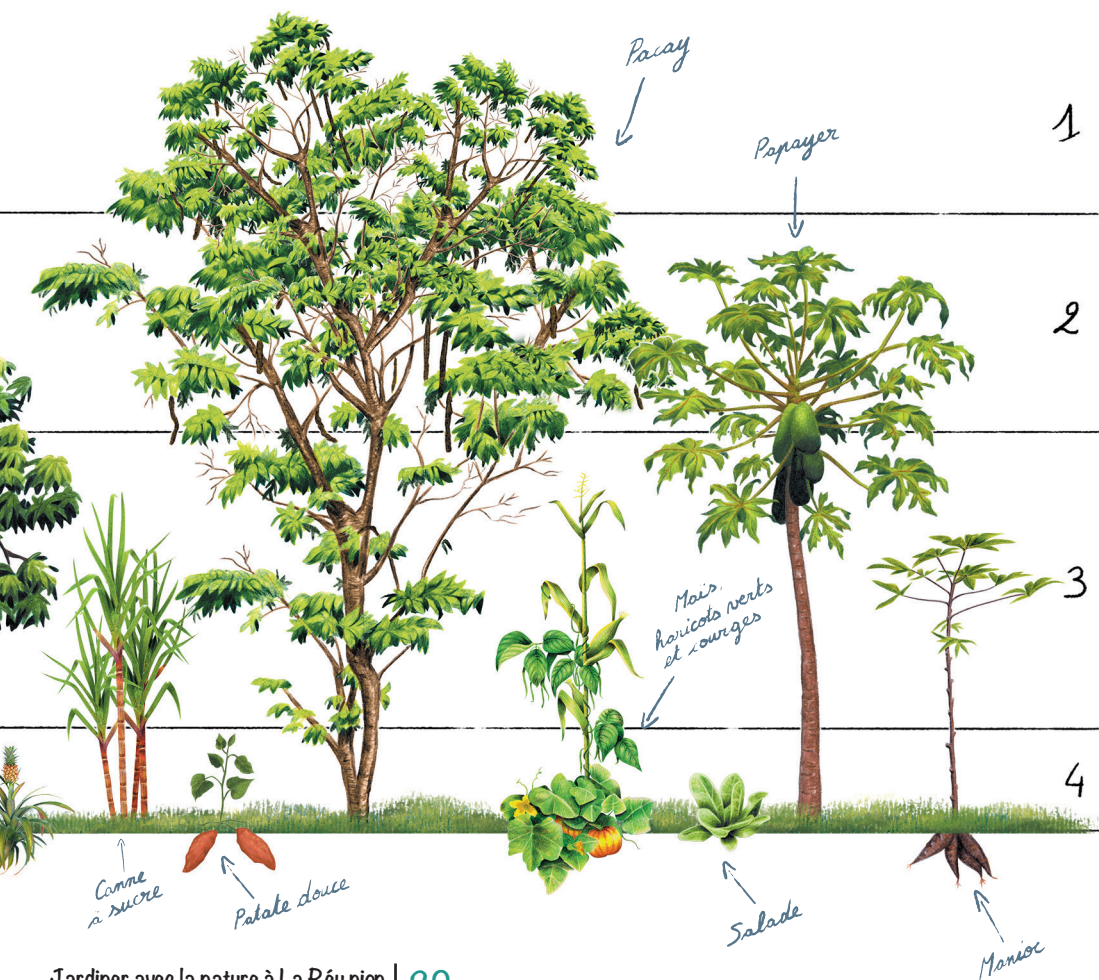 Pacay
1
Papayer
2
3
Maïs,
haricots verts
et courges
4
Canne
à sucre
Patate douce
Salade
Manioc
Jardiner avec la nature à La Réunion